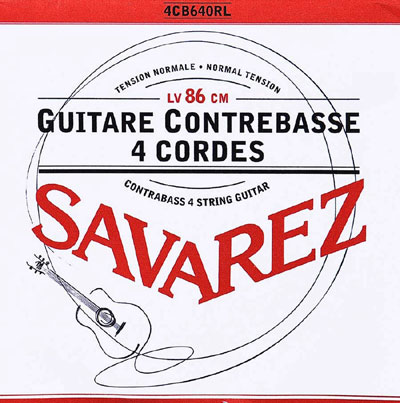 4CB640RL
TENSION NORMALE • NORMAL TENSION
LV 86 CM
GUITARE CONTREBASSE
4 CORDES
CONTRABASS 4 STRING GUITAR
SAVAREZ